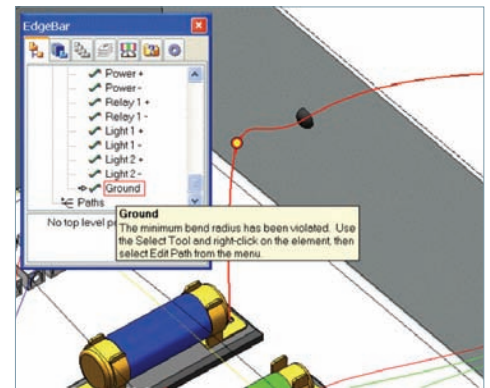 EdgeBar
Power +
Power -
Relay 1 +
Relay 1 -
Light 1 +
Light 1 -
Light 2 +
Light 2 -
Ground
Paths
No top level p
Ground
The minimum bend radius has been violated. Use
the Select Tool and right-click on the element, then
select Edit Path from the menu.